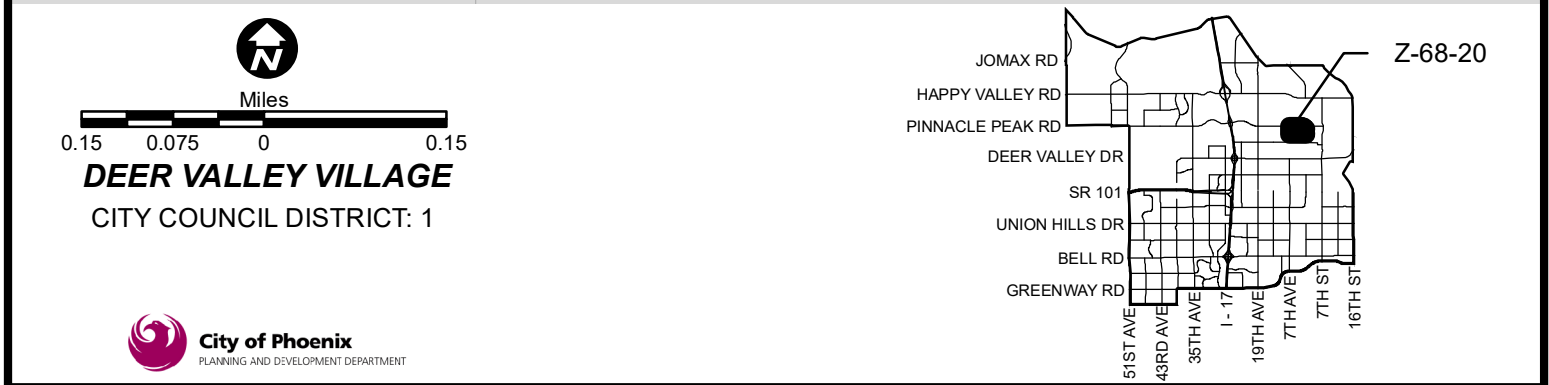 N
Miles
0.15 0.075 0 0.15
DEER VALLEY VILLAGE
CITY COUNCIL DISTRICT: 1
City of Phoenix
PLANNING AND DEVELOPMENT DEPARTMENT
Z-68-20
JOMAX RD
HAPPY VALLEY RD
PINNACLE PEAK RD
DEER VALLEY DR
SR 101
UNION HILLS DR
BELL RD
GREENWAY RD
51ST AVE
43RD AVE
35TH AVE
I - 17
19TH AVE
7TH AVE
7TH ST
16TH ST